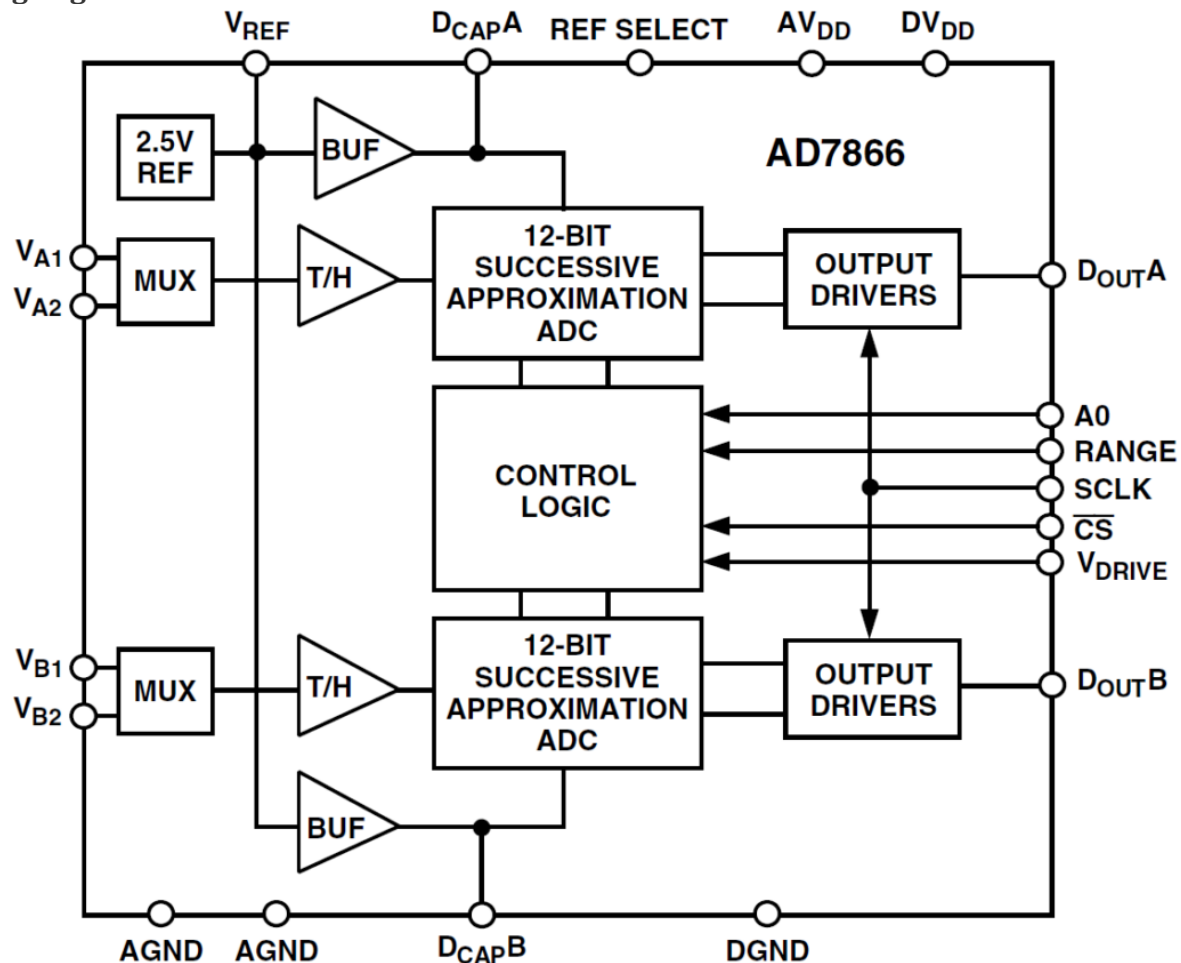 VREF
DCAPA
REF SELECT
AVDD
DVDD
2.5V
REF
BUF
AD7866
VA1
VA2
MUX
T/H
12-BIT
SUCCESSIVE
APPROXIMATION
ADC
OUTPUT
DRIVERS
DOUTA
CONTROL
LOGIC
A0
RANGE
SCLK
CS
VDRIVE
VB1
VB2
MUX
T/H
12-BIT
SUCCESSIVE
APPROXIMATION
ADC
OUTPUT
DRIVERS
DOUTB
BUF
AGND
AGND
DCAPB
DGND